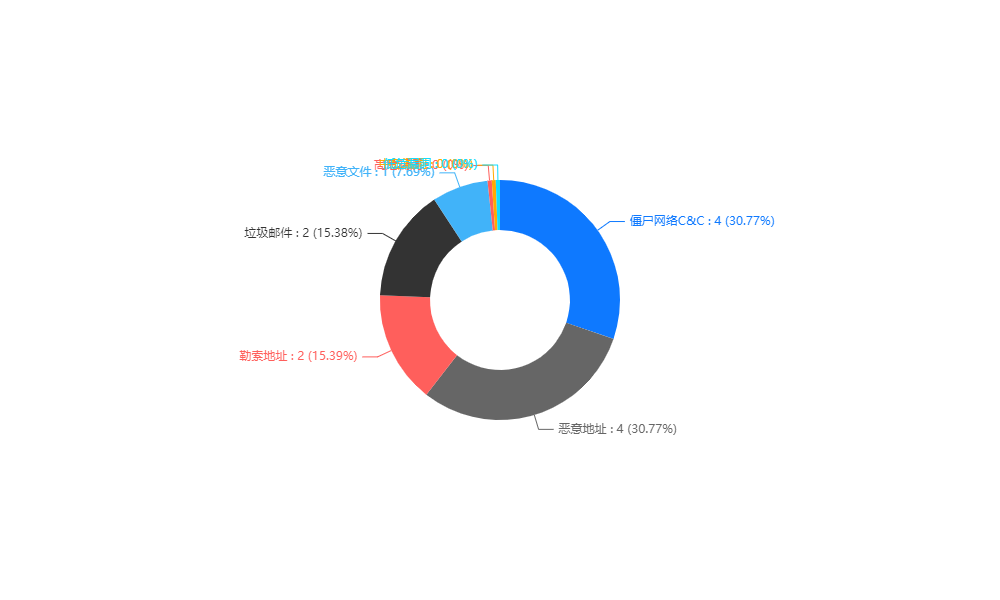 恶意文件 : 1 (7.69%)
僵尸网络C&C : 4 (30.77%)
垃圾邮件 : 2 (15.38%)
勒索地址 : 2 (15.39%)
恶意地址 : 4 (30.77%)